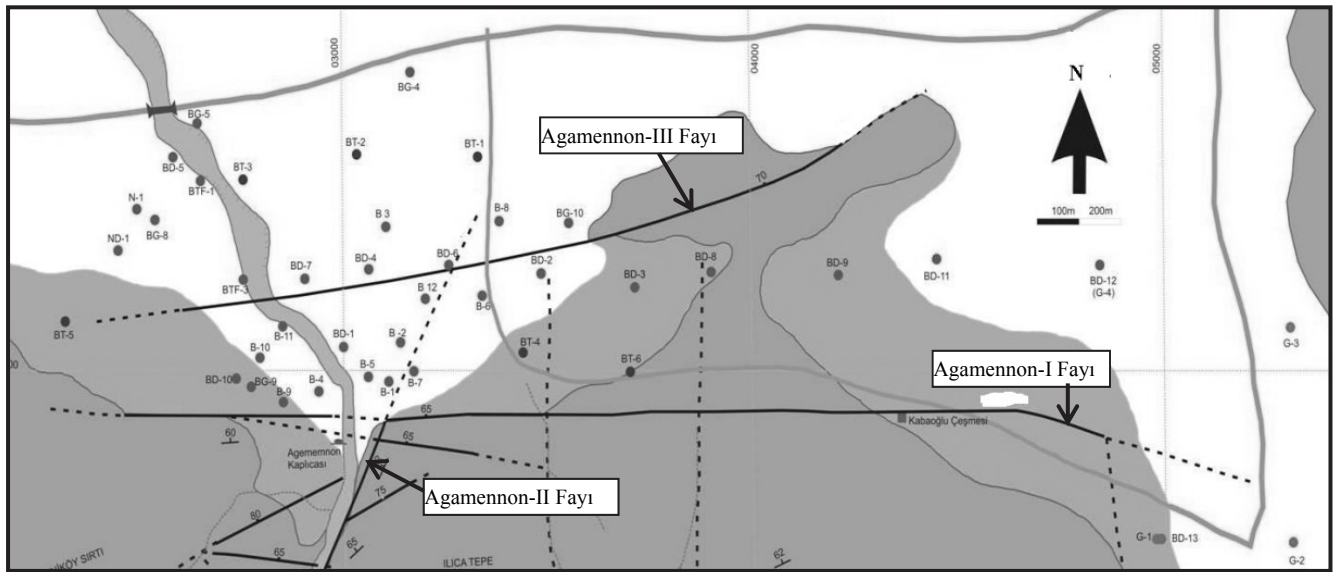 03000
04000
05000
N
100m 200m
BG-4
BG-5
BT-2
BT-1
Agamennon-III Fayı
BD-5
BT-3
BTF-1
70
N-1
BG-8
B 3
B-8
BG-10
ND-1
BD-7
BD-4
BD-6
BD-2
BD-3
BD-8
BD-9
BD-11
BD-12
(G-4)
BTF-3
B 12
B-6
BT-5
B-11
BD-1
B -2
BT-4
G-3
B-10
BD-10
BG-9
B-9
B-4
B-5
B-1
B-7
BT-6
Agamennon-I Fayı
65
Kabaoğlu Çeşmesi
60
65
Agememnon
Kaplıcası
75
Agamennon-II Fayı
80
65
65
62
ILICA TEPE
G-1
BD-13
G-2